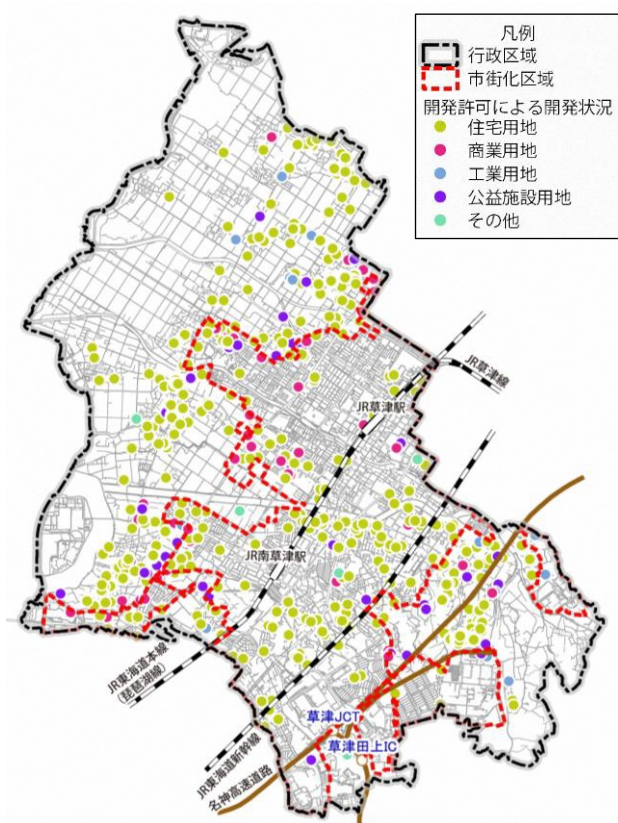 凡例
行政区域
市街化区域
開発許可による開発状況
住宅用地
商業用地
工業用地
公益施設用地
その他
JR草津線
JR草津駅
JR南草津駅
JR東海道本線
(琵琶湖線)
草津JCT
草津田上IC
JR東海道新幹線
名神高速道路